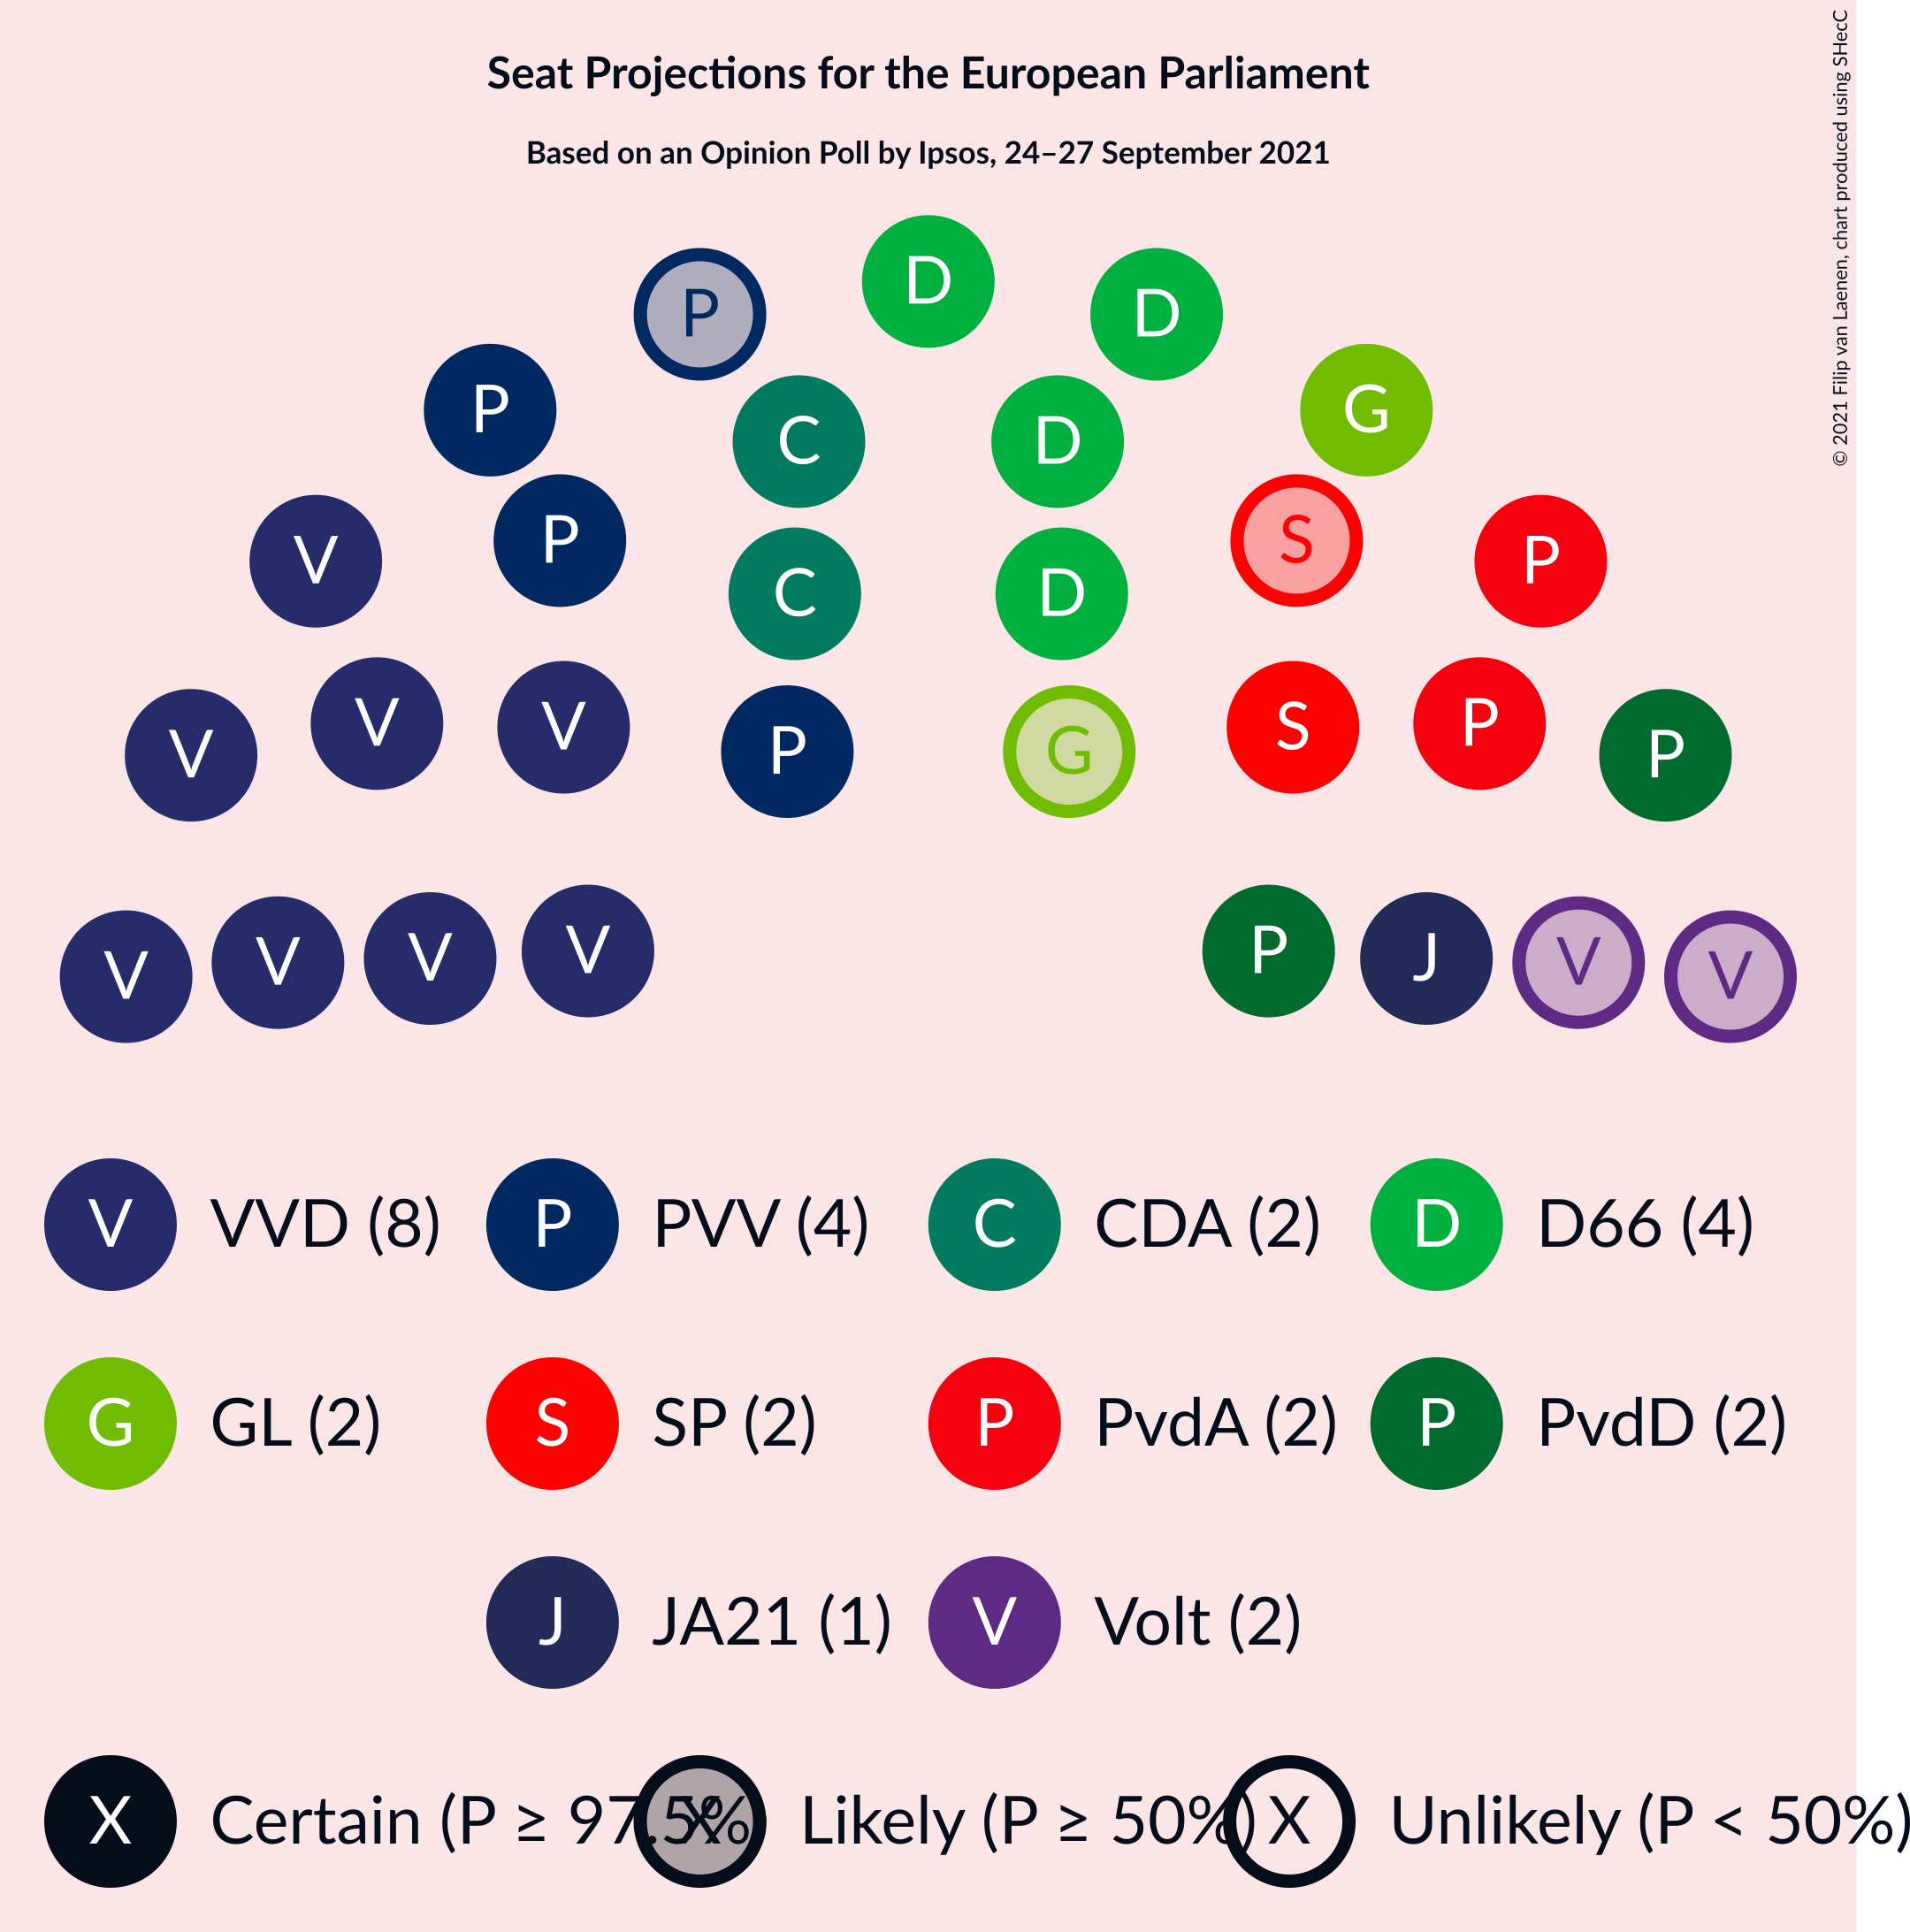 Seat Projections for the European Parliament
Based on an Opinion Poll by Ipsos, 24–27 September 2021
© 2021 Filip van Laenen, chart produced using SHecC
D
P D
P G
C D
P S
V P
C D
V V P P
V G S P
V V V V P J V V
V VVD (8) P PVV (4) C CDA (2) D D66 (4)
G GL (2) S SP (2) P PvdA (2) P PvdD (2)
J JA21 (1) V Volt (2)
X Certain (P ≥ 97.5% X Likely (P ≥ 50%) X Unlikely (P < 50%)